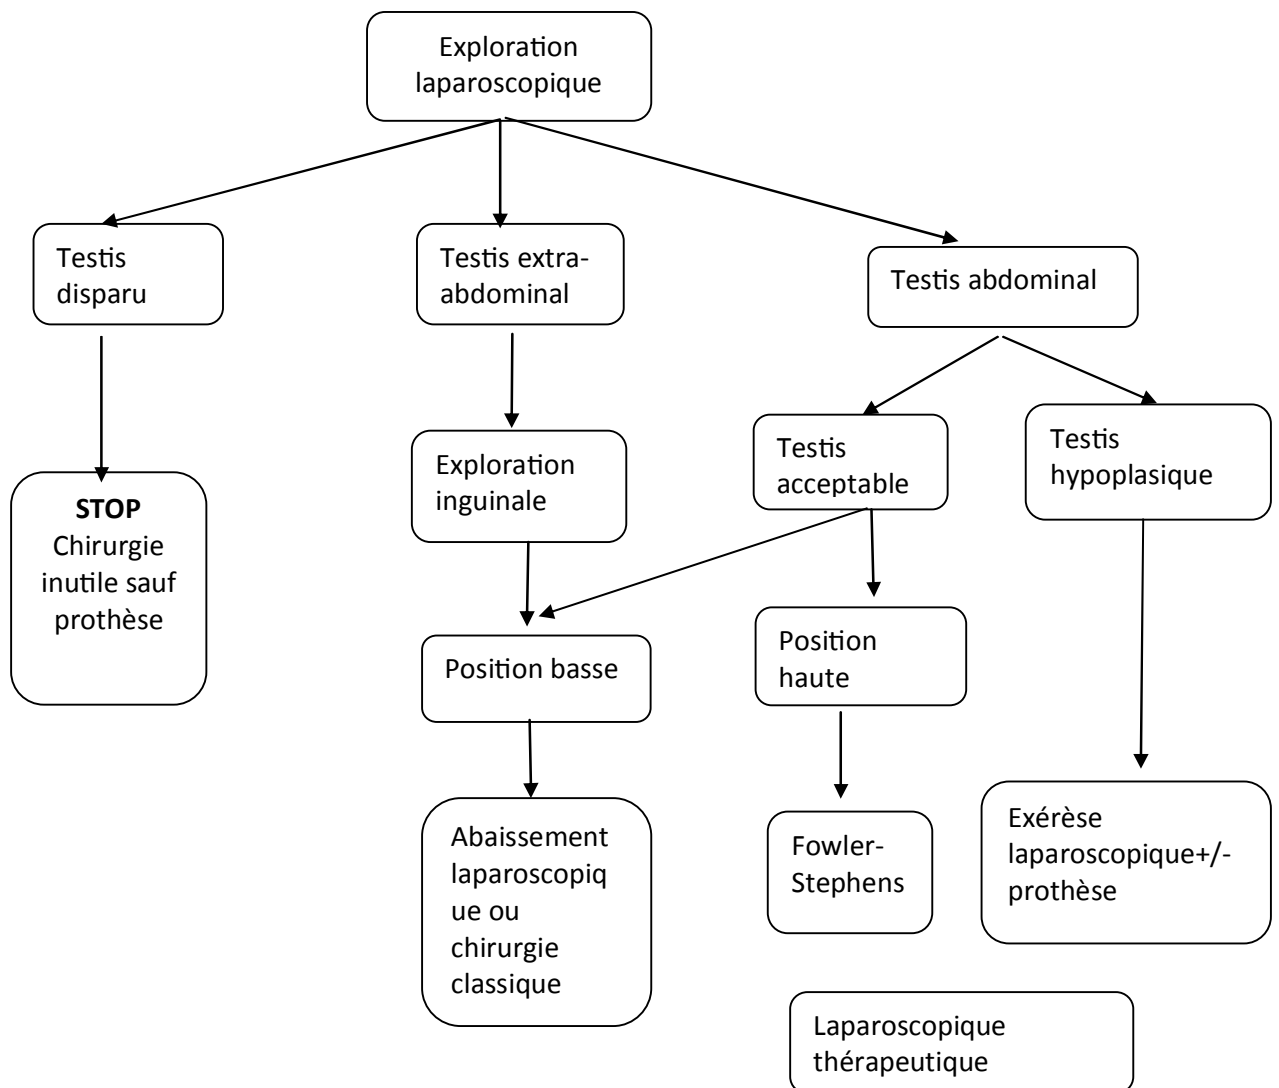 Exploration
laparoscopique
Testis
disparu
Testis extra-
abdominal
Testis abdominal
Exploration
inguinale
Testis
acceptable
Testis
hypoplasique
STOP
Chirurgie
inutile sauf
prothèse
Position basse
Position
haute
Abaissement
laparoscopiq
ue ou
chirurgie
classique
Fowler-
Stephens
Exérèse
laparoscopique+/-
prothèse
Laparoscopique
thérapeutique